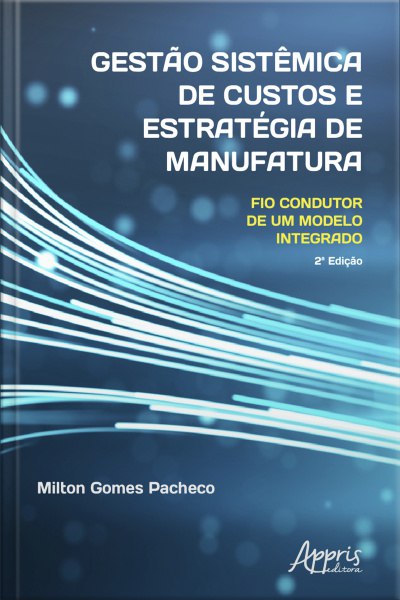 GESTÃO SISTÊMICA
DE CUSTOS E
ESTRATÉGIA DE
MANUFATURA
FIO CONDUTOR
DE UM MODELO
INTEGRADO
2ª Edição
Milton Gomes Pacheco
Appris
editora